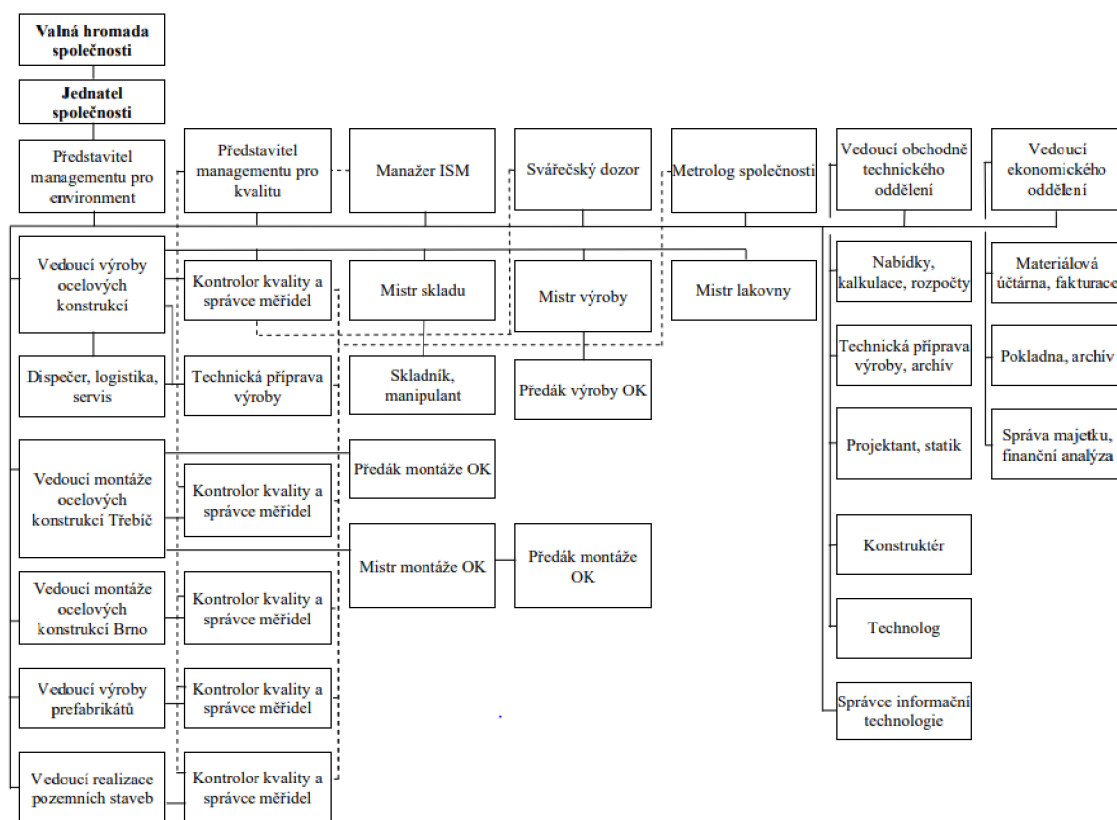 Valná hromada
společnosti
Jednatel
společnosti
Představitel
managementu pro
environment
Představitel
managementu pro
kvalitu
Manažer ISM
Svářečský dozor
Metrolog společnosti
Vedoucí obchodně
technického
oddělení
Vedoucí
ekonomického
oddělení
Vedoucí výroby
ocelových
konstrukcí
Kontrolor kvality a
správce měřidel
Mistr skladu
Mistr výroby
Mistr lakovny
Nabídky,
kalkulace, rozpočty
Materiálová
účtárna, fakturace
Dispečer, logistika,
servis
Technická příprava
výroby
Skladník,
manipulant
Předák výroby OK
Technická příprava
výroby, archív
Pokladna, archív
Vedoucí montáže
ocelových
konstrukcí Třebíč
Kontrolor kvality a
správce měřidel
Předák montáže OK
Projektant, statik
Správa majetku,
finanční analýza
Mistr montáže OK
Předák montáže
OK
Konstruktér
Vedoucí montáže
ocelových
konstrukcí Brno
Kontrolor kvality a
správce měřidel
Technolog
Vedoucí výroby
prefabrikátů
Kontrolor kvality a
správce měřidel
Správce informační
technologie
Vedoucí realizace
pozemních staveb
Kontrolor kvality a
správce měřidel